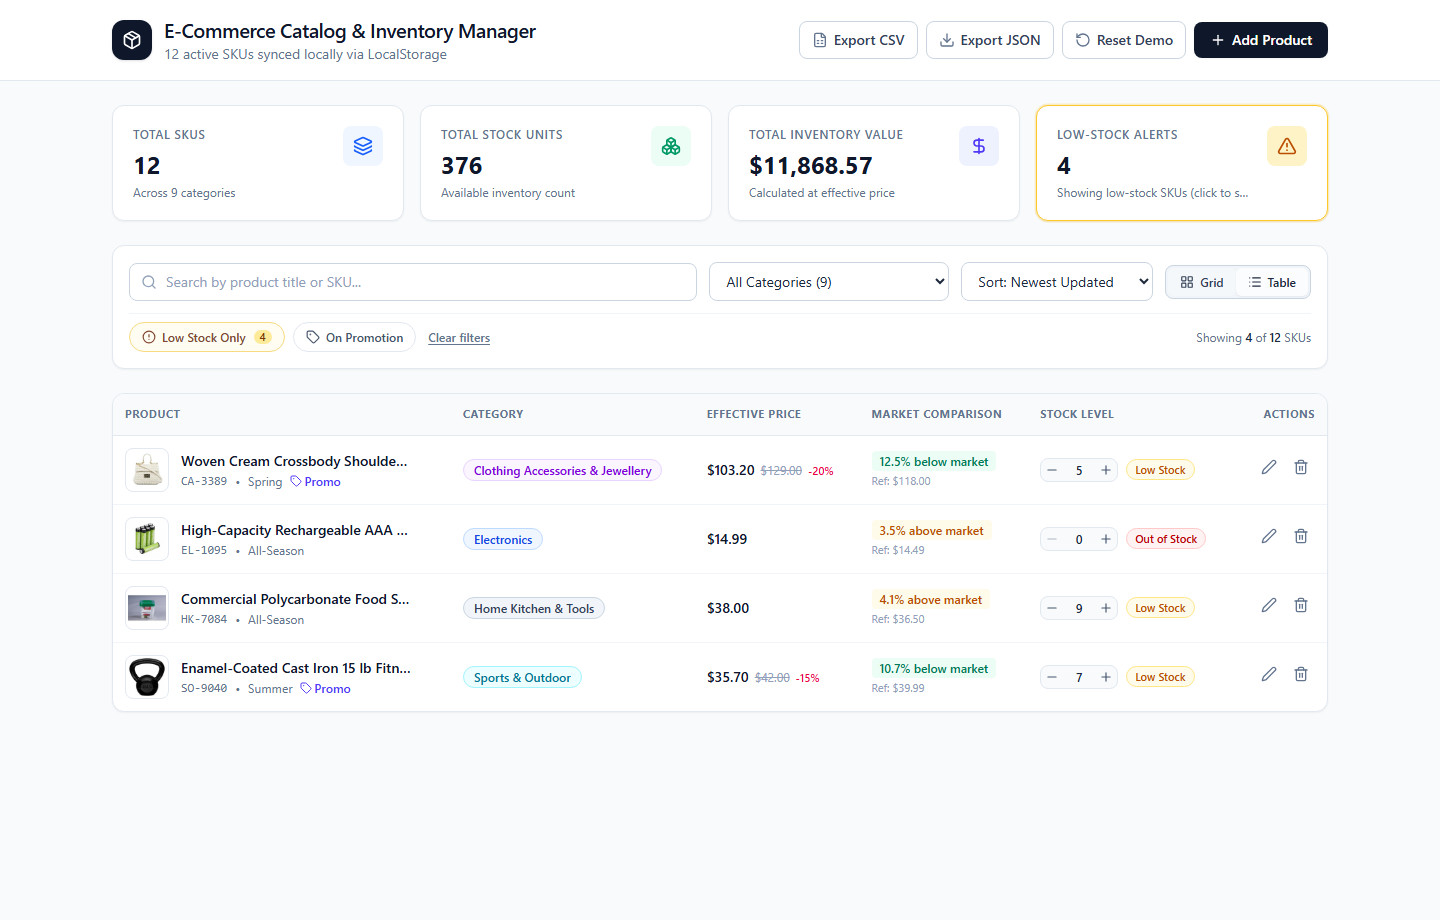 E-Commerce Catalog & Inventory Manager
12 active SKUs synced locally via LocalStorage
Export CSV
Export JSON
Reset Demo
Add Product
TOTAL SKUS
12
Across 9 categories
TOTAL STOCK UNITS
376
Available inventory count
TOTAL INVENTORY VALUE
$11,868.57
Calculated at effective price
LOW-STOCK ALERTS
4
Showing low-stock SKUs (click to s...
Search by product title or SKU...
All Categories (9)
Sort: Newest Updated
Grid
Table
Low Stock Only 4
On Promotion
Clear filters
Showing 4 of 12 SKUs
PRODUCT CATEGORY EFFECTIVE PRICE MARKET COMPARISON STOCK LEVEL ACTIONS
Woven Cream Crossbody Shoulde...
CA-3389 • Spring Promo
Clothing Accessories & Jewellery
$103.20 $129.00 -20%
12.5% below market
Ref: $118.00
− 5 +
Low Stock
High-Capacity Rechargeable AAA ...
EL-1095 • All-Season
Electronics
$14.99
3.5% above market
Ref: $14.49
− 0 +
Out of Stock
Commercial Polycarbonate Food S...
HK-7084 • All-Season
Home Kitchen & Tools
$38.00
4.1% above market
Ref: $36.50
− 9 +
Low Stock
Enamel-Coated Cast Iron 15 lb Fitn...
SO-9040 • Summer Promo
Sports & Outdoor
$35.70 $42.00 -15%
10.7% below market
Ref: $39.99
− 7 +
Low Stock